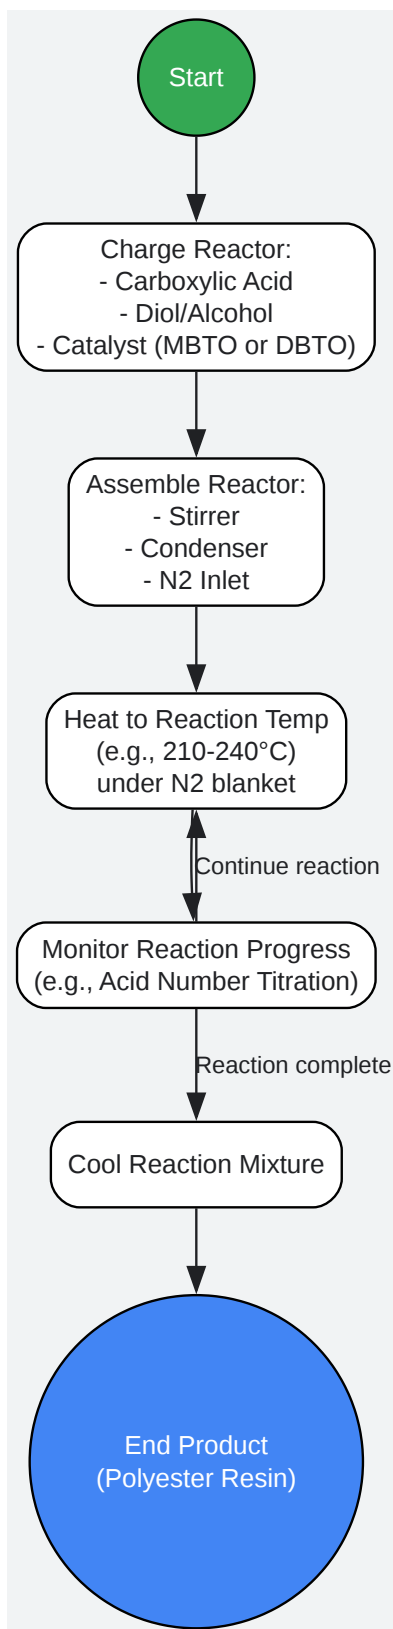 Start
Charge Reactor:
- Carboxylic Acid
- Diol/Alcohol
- Catalyst (MBTO or DBTO)
Assemble Reactor:
- Stirrer
- Condenser
- N2 Inlet
Heat to Reaction Temp
(e.g., 210-240°C)
under N2 blanket
Continue reaction
Monitor Reaction Progress
(e.g., Acid Number Titration)
Reaction complete
Cool Reaction Mixture
End Product
(Polyester Resin)